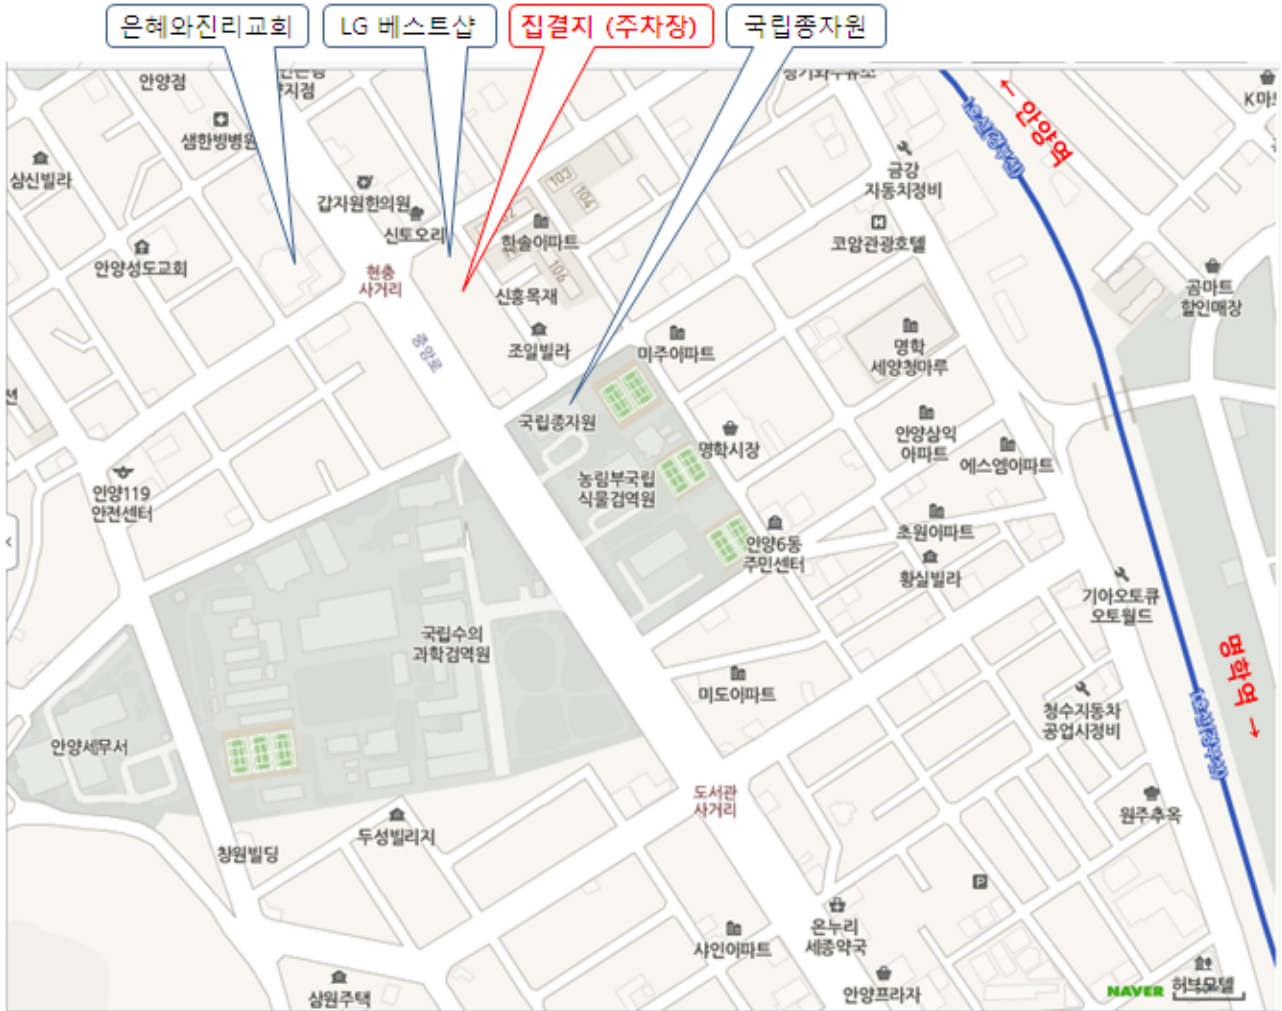 은혜와진리교회
LG 베스트샵
집결지 (주차장)
국립종자원
안양점
지점
샘한방병원
삼신빌라
갑자원한의원
신토오리
안양성도교회
현충
사거리
중앙로
103
104
한솔아파트
106
신흥목재
조일빌라
미주아파트
← 안양역
K마트
금강
자동차정비
코암관광호텔
곰마트
할인매장
명학
세양청마루
국립종자원
농림부국립
식물검역원
명학시장
안양삼익
아파트
에스엠아파트
안양119
안전센터
안양6동
주민센터
초원아파트
황실빌라
기아오토큐
오토월드
국립수의
과학검역원
미도아파트
명학역 →
청수자동차
공업사정비
안양세무서
도서관
사거리
두성빌리지
창원빌딩
원주추옥
P
온누리
세종약국
샤인아파트
안양프라자
상원주택
NAVER
허브모텔